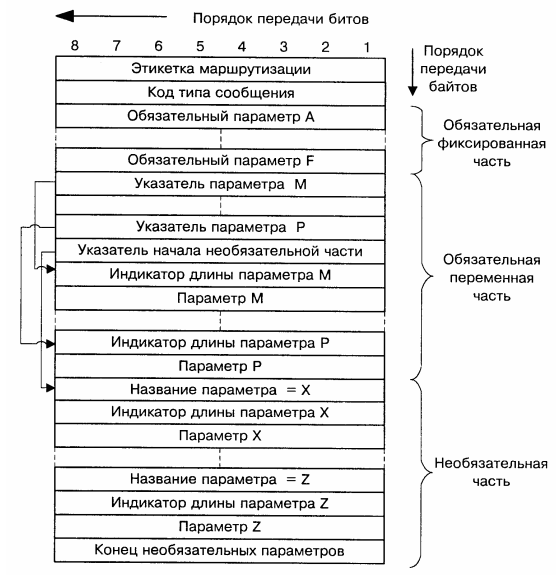 Порядок передачи битов
8 7 6 5 4 3 2 1
Порядок
передачи
байтов
Этикетка маршрутизации
Код типа сообщения
Обязательный параметр А
Обязательный параметр F
Обязательная
фиксированная
часть
Указатель параметра М
Указатель параметра Р
Указатель начала необязательной части
Индикатор длины параметра М
Параметр М
Индикатор длины параметра Р
Параметр Р
Обязательная
переменная
часть
Название параметра = X
Индикатор длины параметра X
Параметр X
Название параметра = Z
Индикатор длины параметра Z
Параметр Z
Конец необязательных параметров
Необязательная
часть